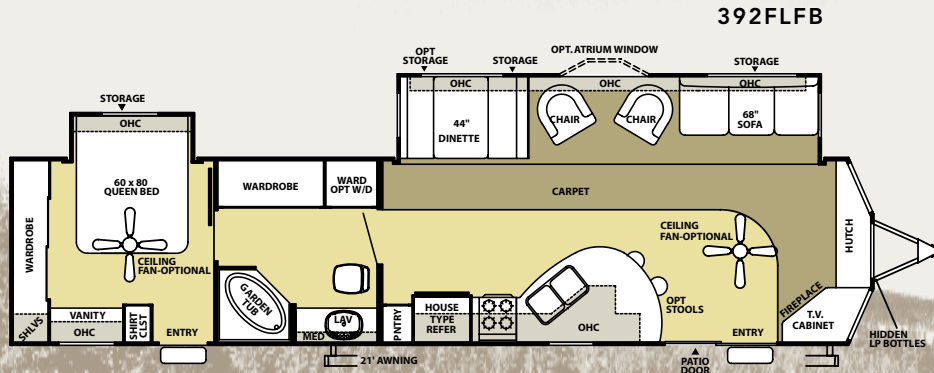 392FLFB
OPT
STORAGE
STORAGE
OPT. ATRIUM WINDOW
STORAGE
OHC
OHC
OHC
44"
DINETTE
CHAIR
CHAIR
68"
SOFA
STORAGE
OHC
60 x 80
QUEEN BED
WARDROBE
WARDROBE
WARD
OPT W/D
CARPET
HUTCH
CEILING
FAN-OPTIONAL
CEILING
FAN-OPTIONAL
GARDEN
TUB
VANITY
OHC
SHLVS
SHIRT
CLST
ENTRY
MED
LAV
PNTRY
HOUSE
TYPE
REFER
OHC
OPT
STOOLS
ENTRY
FIREPLACE
T.V.
CABINET
HIDDEN
LP BOTTLES
21' AWNING
PATIO
DOOR